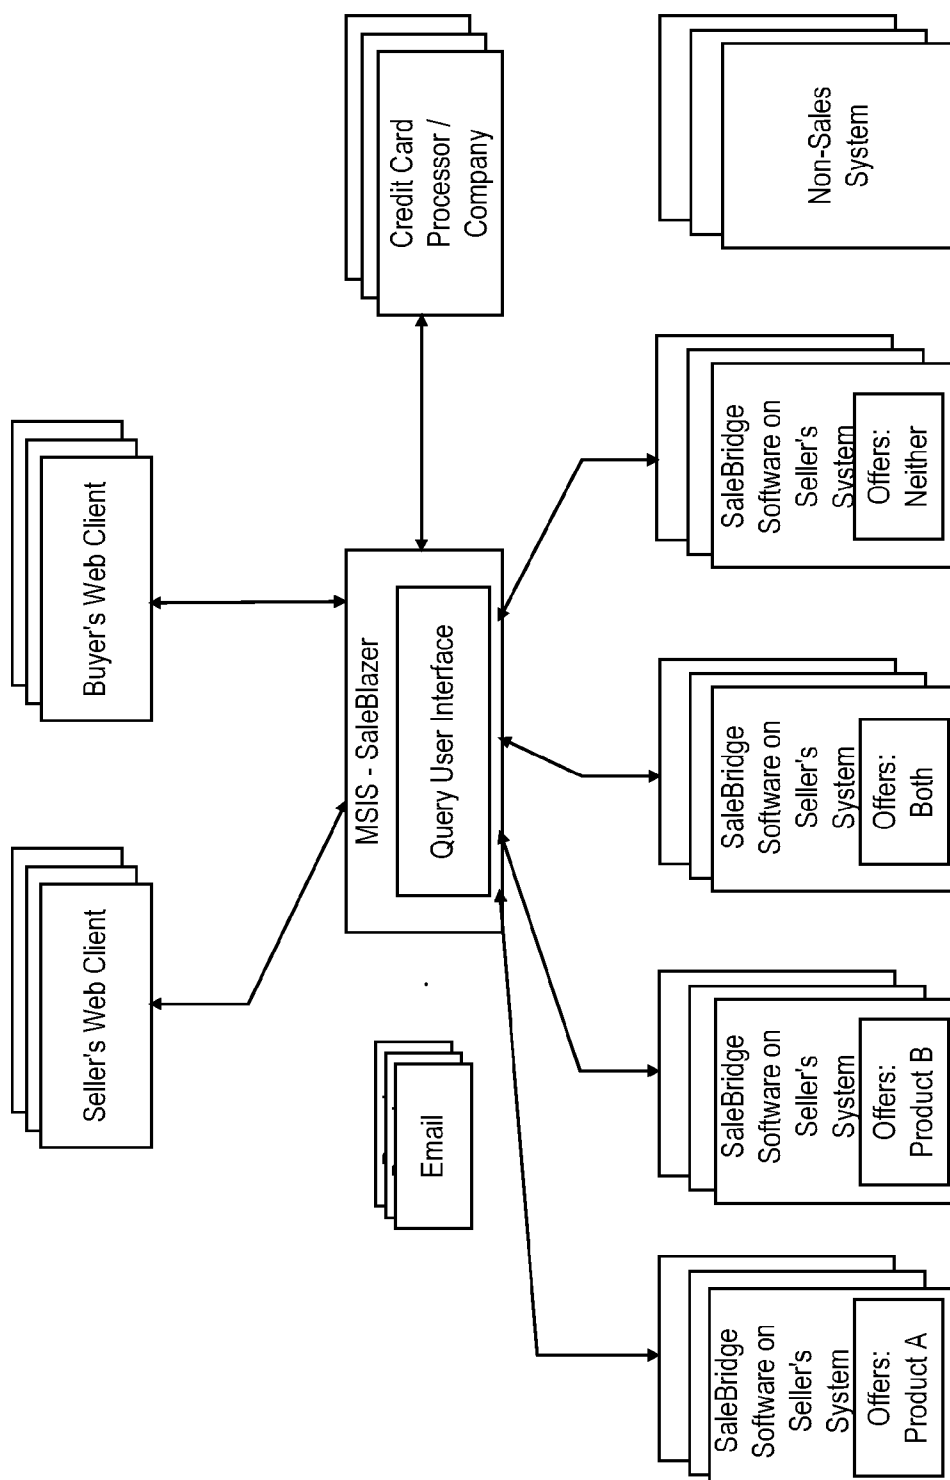 Seller's Web Client
Buyer's Web Client
Email
MSIS - SaleBlazer
Query User Interface
Credit Card
Processor /
Company
SaleBridge
Software on
Seller's
System
Offers:
Product A
SaleBridge
Software on
Seller's
System
Offers:
Product B
SaleBridge
Software on
Seller's
System
Offers:
Both
SaleBridge
Software on
Seller's
System
Offers:
Neither
Non-Sales
System